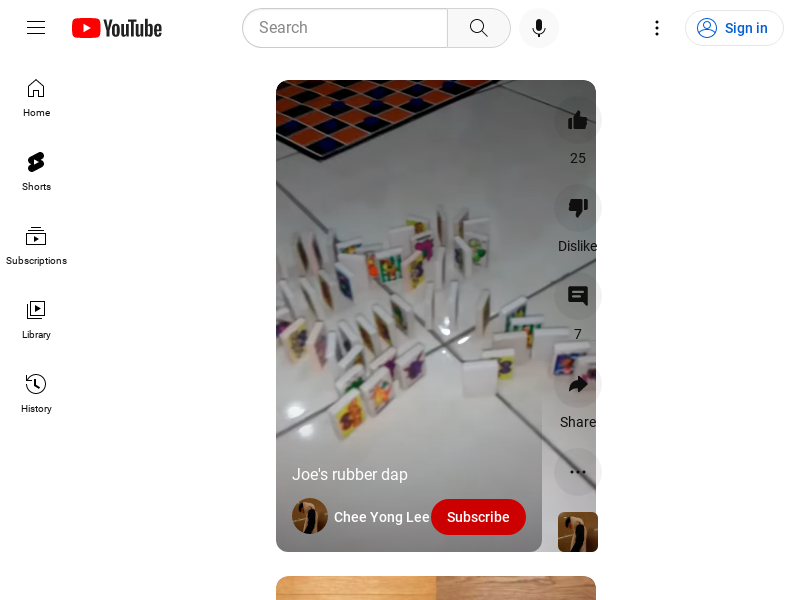 YouTube
Search
Sign in
Home
Shorts
Subscriptions
Library
History
25
Dislike
7
Share
Joe's rubber dap
Chee Yong Lee
Subscribe